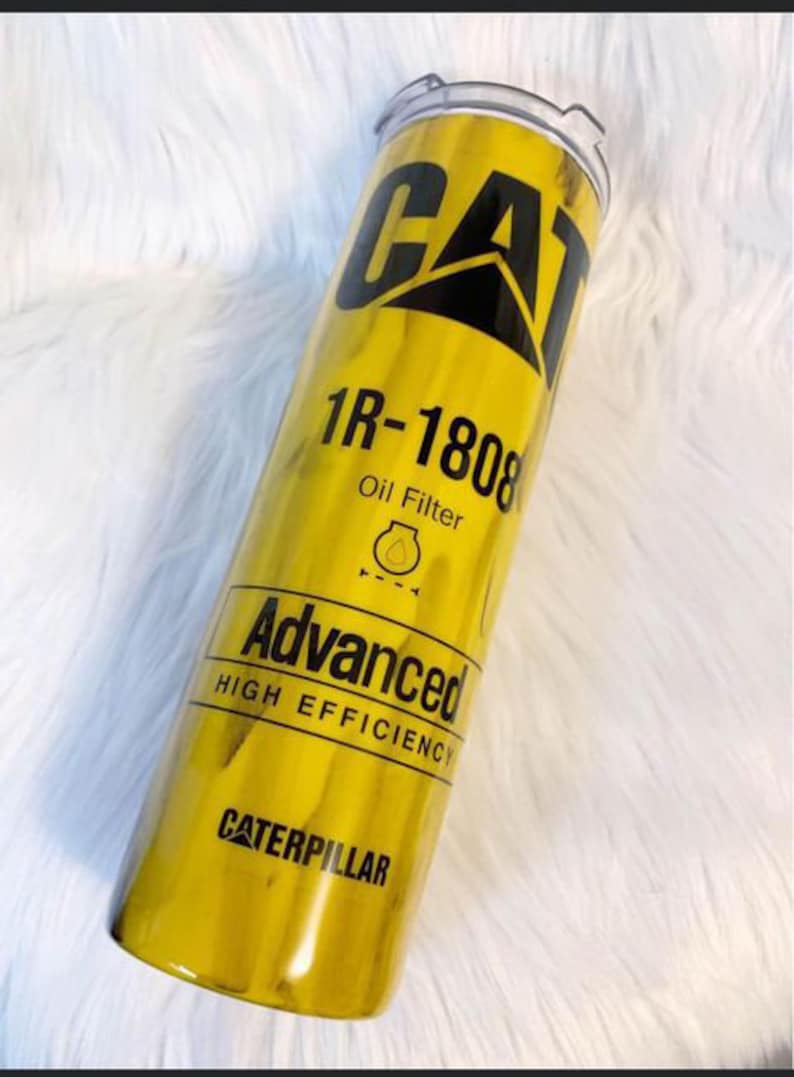 CAT
1R-1808
Oil Filter
Advanced
HIGH EFFICIENCY
CATERPILLAR